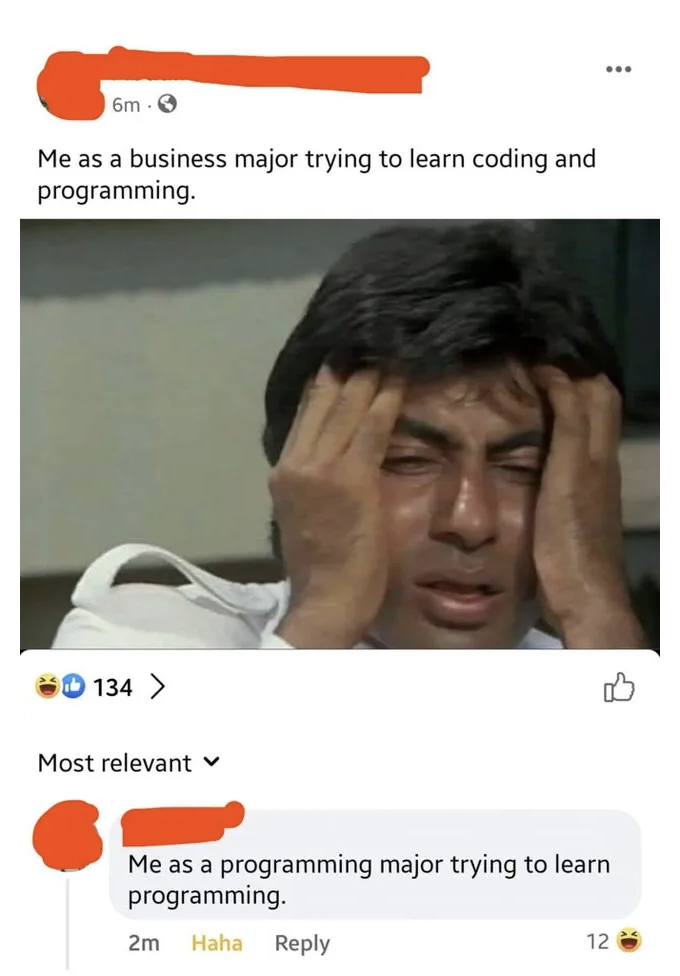 6m ·
Me as a business major trying to learn coding and
programming.
134
Most relevant
Me as a programming major trying to learn
programming.
2m Haha Reply 12